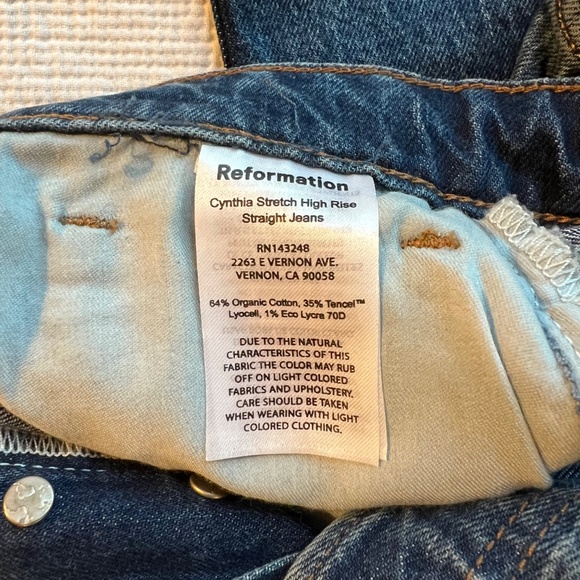 Reformation
Cynthia Stretch High Rise
Straight Jeans
RN143248
2263 E VERNON AVE.
VERNON, CA 90058
64% Organic Cotton, 35% Tencel™
Lyocell, 1% Eco Lycra 70D
DUE TO THE NATURAL
CHARACTERISTICS OF THIS
FABRIC THE COLOR MAY RUB
OFF ON LIGHT COLORED
FABRICS AND UPHOLSTERY.
CARE SHOULD BE TAKEN
WHEN WEARING WITH LIGHT
COLORED CLOTHING.